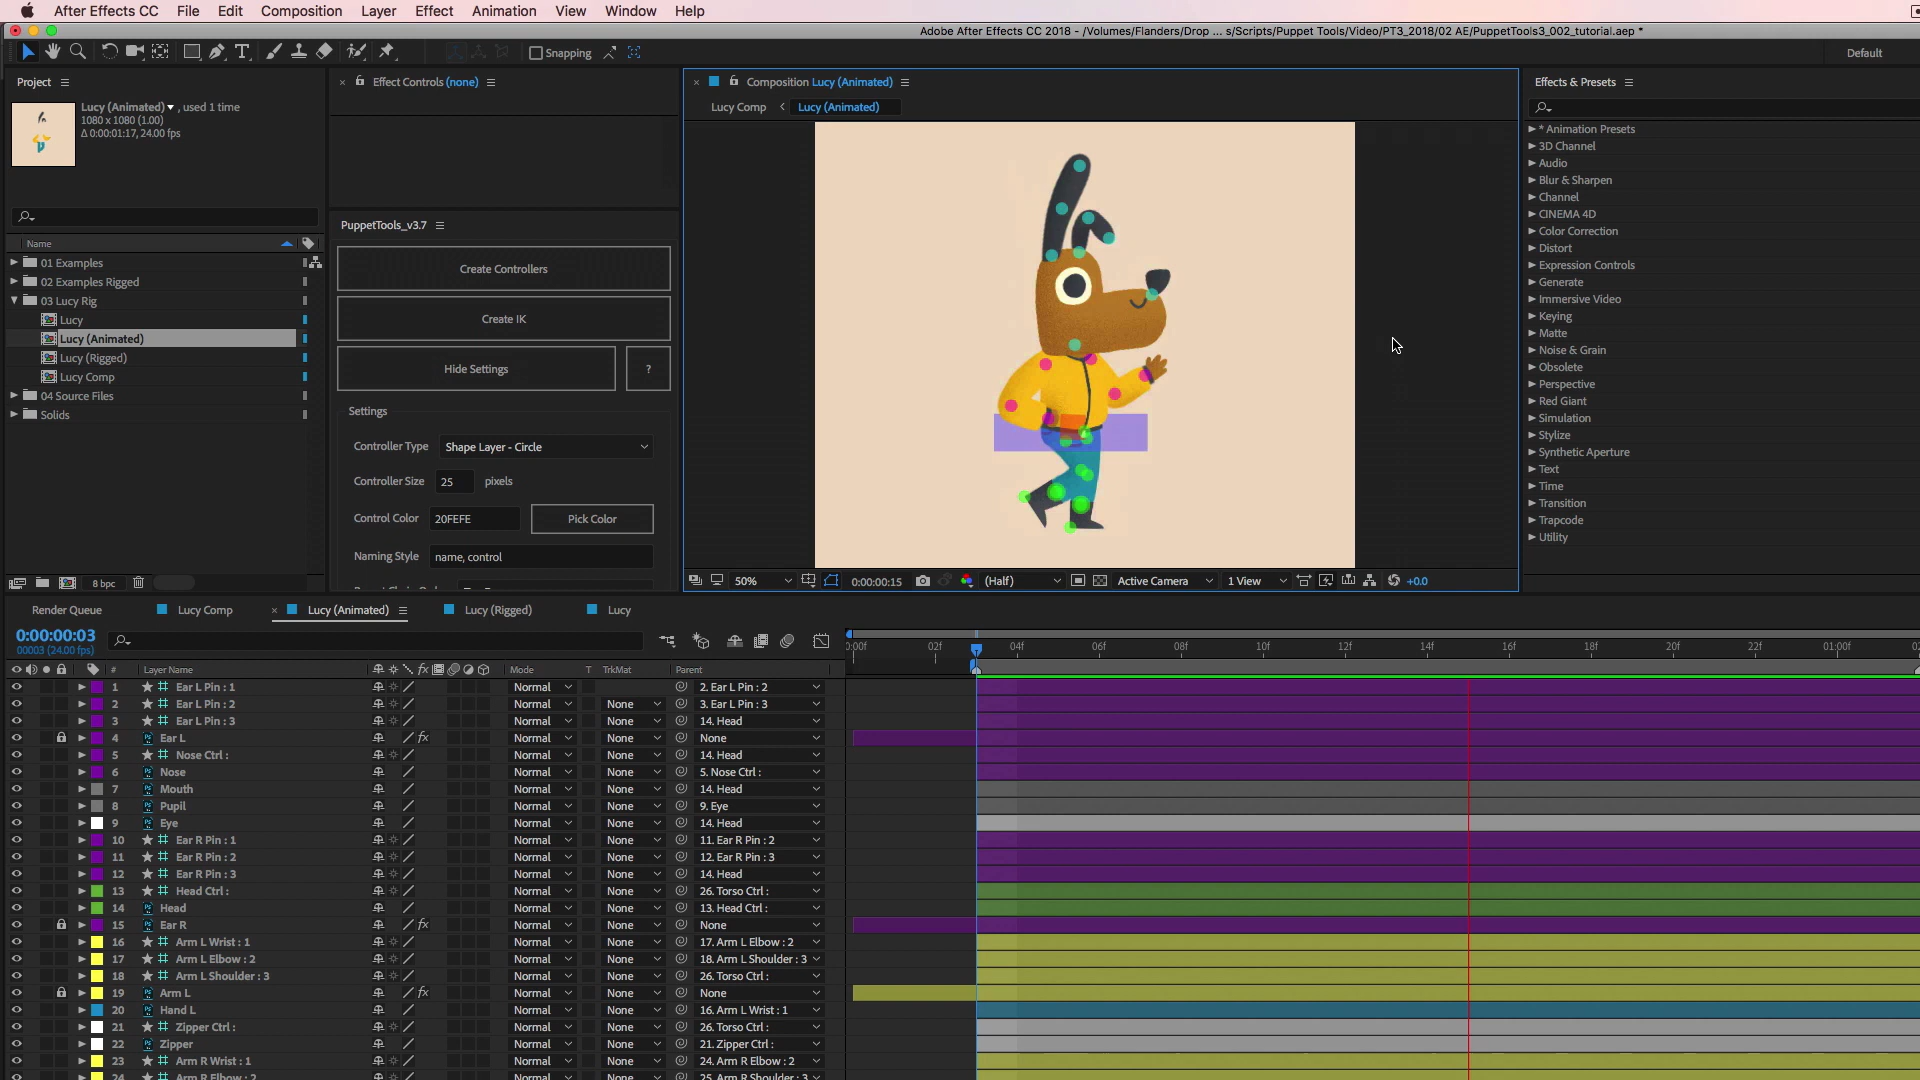 After Effects CC File Edit Composition Layer Effect Animation View Window Help
Adobe After Effects CC 2018 - /Volumes/Flanders/Drop ... s/Scripts/Puppet Tools/Video/PT3_2018/02 AE/PuppetTools3_002_tutorial.aep *
Snapping
Default
Project
Lucy (Animated) , used 1 time
1080 x 1080 (1.00)
Δ 0:00:01:17, 24.00 fps
Name
01 Examples
02 Examples Rigged
03 Lucy Rig
Lucy
Lucy (Animated)
Lucy (Rigged)
Lucy Comp
04 Source Files
Solids
8 bpc
Effect Controls (none)
PuppetTools_v3.7
Create Controllers
Create IK
Hide Settings ?
Settings
Controller Type Shape Layer - Circle
Controller Size 25 pixels
Control Color 20FEFE Pick Color
Naming Style name, control
Composition Lucy (Animated)
Lucy Comp Lucy (Animated)
50% 0:00:00:15 (Half) Active Camera 1 View +0.0
Effects & Presets
* Animation Presets
3D Channel
Audio
Blur & Sharpen
Channel
CINEMA 4D
Color Correction
Distort
Expression Controls
Generate
Immersive Video
Keying
Matte
Noise & Grain
Obsolete
Perspective
Red Giant
Simulation
Stylize
Synthetic Aperture
Text
Time
Transition
Trapcode
Utility
Render Queue Lucy Comp Lucy (Animated) Lucy (Rigged) Lucy
0:00:00:03
00003 (24.00 fps)
0:00f 02f 04f 06f 08f 10f 12f 14f 16f 18f 20f 22f 01:00f 02
# Layer Name fx Mode T TrkMat Parent
1 Ear L Pin : 1 Normal 2. Ear L Pin : 2
2 Ear L Pin : 2 Normal None 3. Ear L Pin : 3
3 Ear L Pin : 3 Normal None 14. Head
4 Ear L fx Normal None None
5 Nose Ctrl : Normal None 14. Head
6 Nose Normal None 5. Nose Ctrl :
7 Mouth Normal None 14. Head
8 Pupil Normal None 9. Eye
9 Eye Normal None 14. Head
10 Ear R Pin : 1 Normal None 11. Ear R Pin : 2
11 Ear R Pin : 2 Normal None 12. Ear R Pin : 3
12 Ear R Pin : 3 Normal None 14. Head
13 Head Ctrl : Normal None 26. Torso Ctrl :
14 Head Normal None 13. Head Ctrl :
15 Ear R fx Normal None None
16 Arm L Wrist : 1 Normal None 17. Arm L Elbow : 2
17 Arm L Elbow : 2 Normal None 18. Arm L Shoulder : 3
18 Arm L Shoulder : 3 Normal None 26. Torso Ctrl :
19 Arm L fx Normal None None
20 Hand L Normal None 16. Arm L Wrist : 1
21 Zipper Ctrl : Normal None 26. Torso Ctrl :
22 Zipper Normal None 21. Zipper Ctrl :
23 Arm R Wrist : 1 Normal None 24. Arm R Elbow : 2
24 Arm R Elbow : 2 Normal None 25. Arm R Shoulder : 3